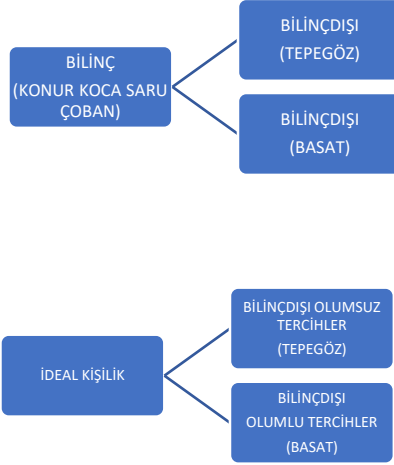 BİLİNÇ
(KONUR KOCA SARU
ÇOBAN)
BİLİNÇDIŞI
(TEPEGÖZ)
BİLİNÇDIŞI
(BASAT)
İDEAL KİŞİLİK
BİLİNÇDIŞI OLUMSUZ
TERCİHLER
(TEPEGÖZ)
BİLİNÇDIŞI
OLUMLU TERCİHLER
(BASAT)